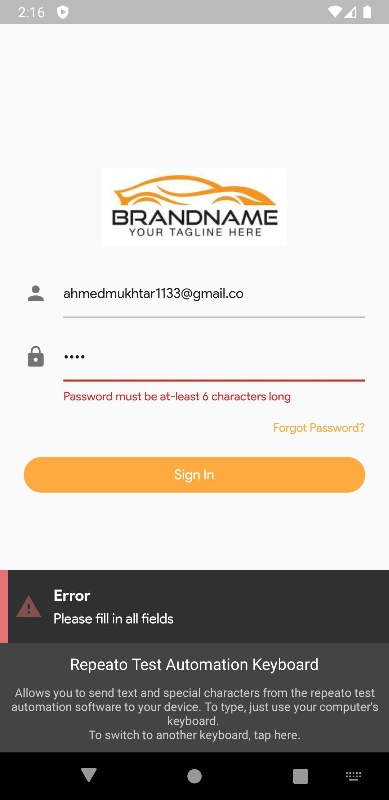 2:16
BRANDNAME
YOUR TAGLINE HERE
ahmedmukhtar1133@gmail.co
••••
Password must be at-least 6 characters long
Forgot Password?
Sign In
Error
Please fill in all fields
Repeato Test Automation Keyboard
Allows you to send text and special characters from the repeato test
automation software to your device. To type, just use your computer's
keyboard.
To switch to another keyboard, tap here.